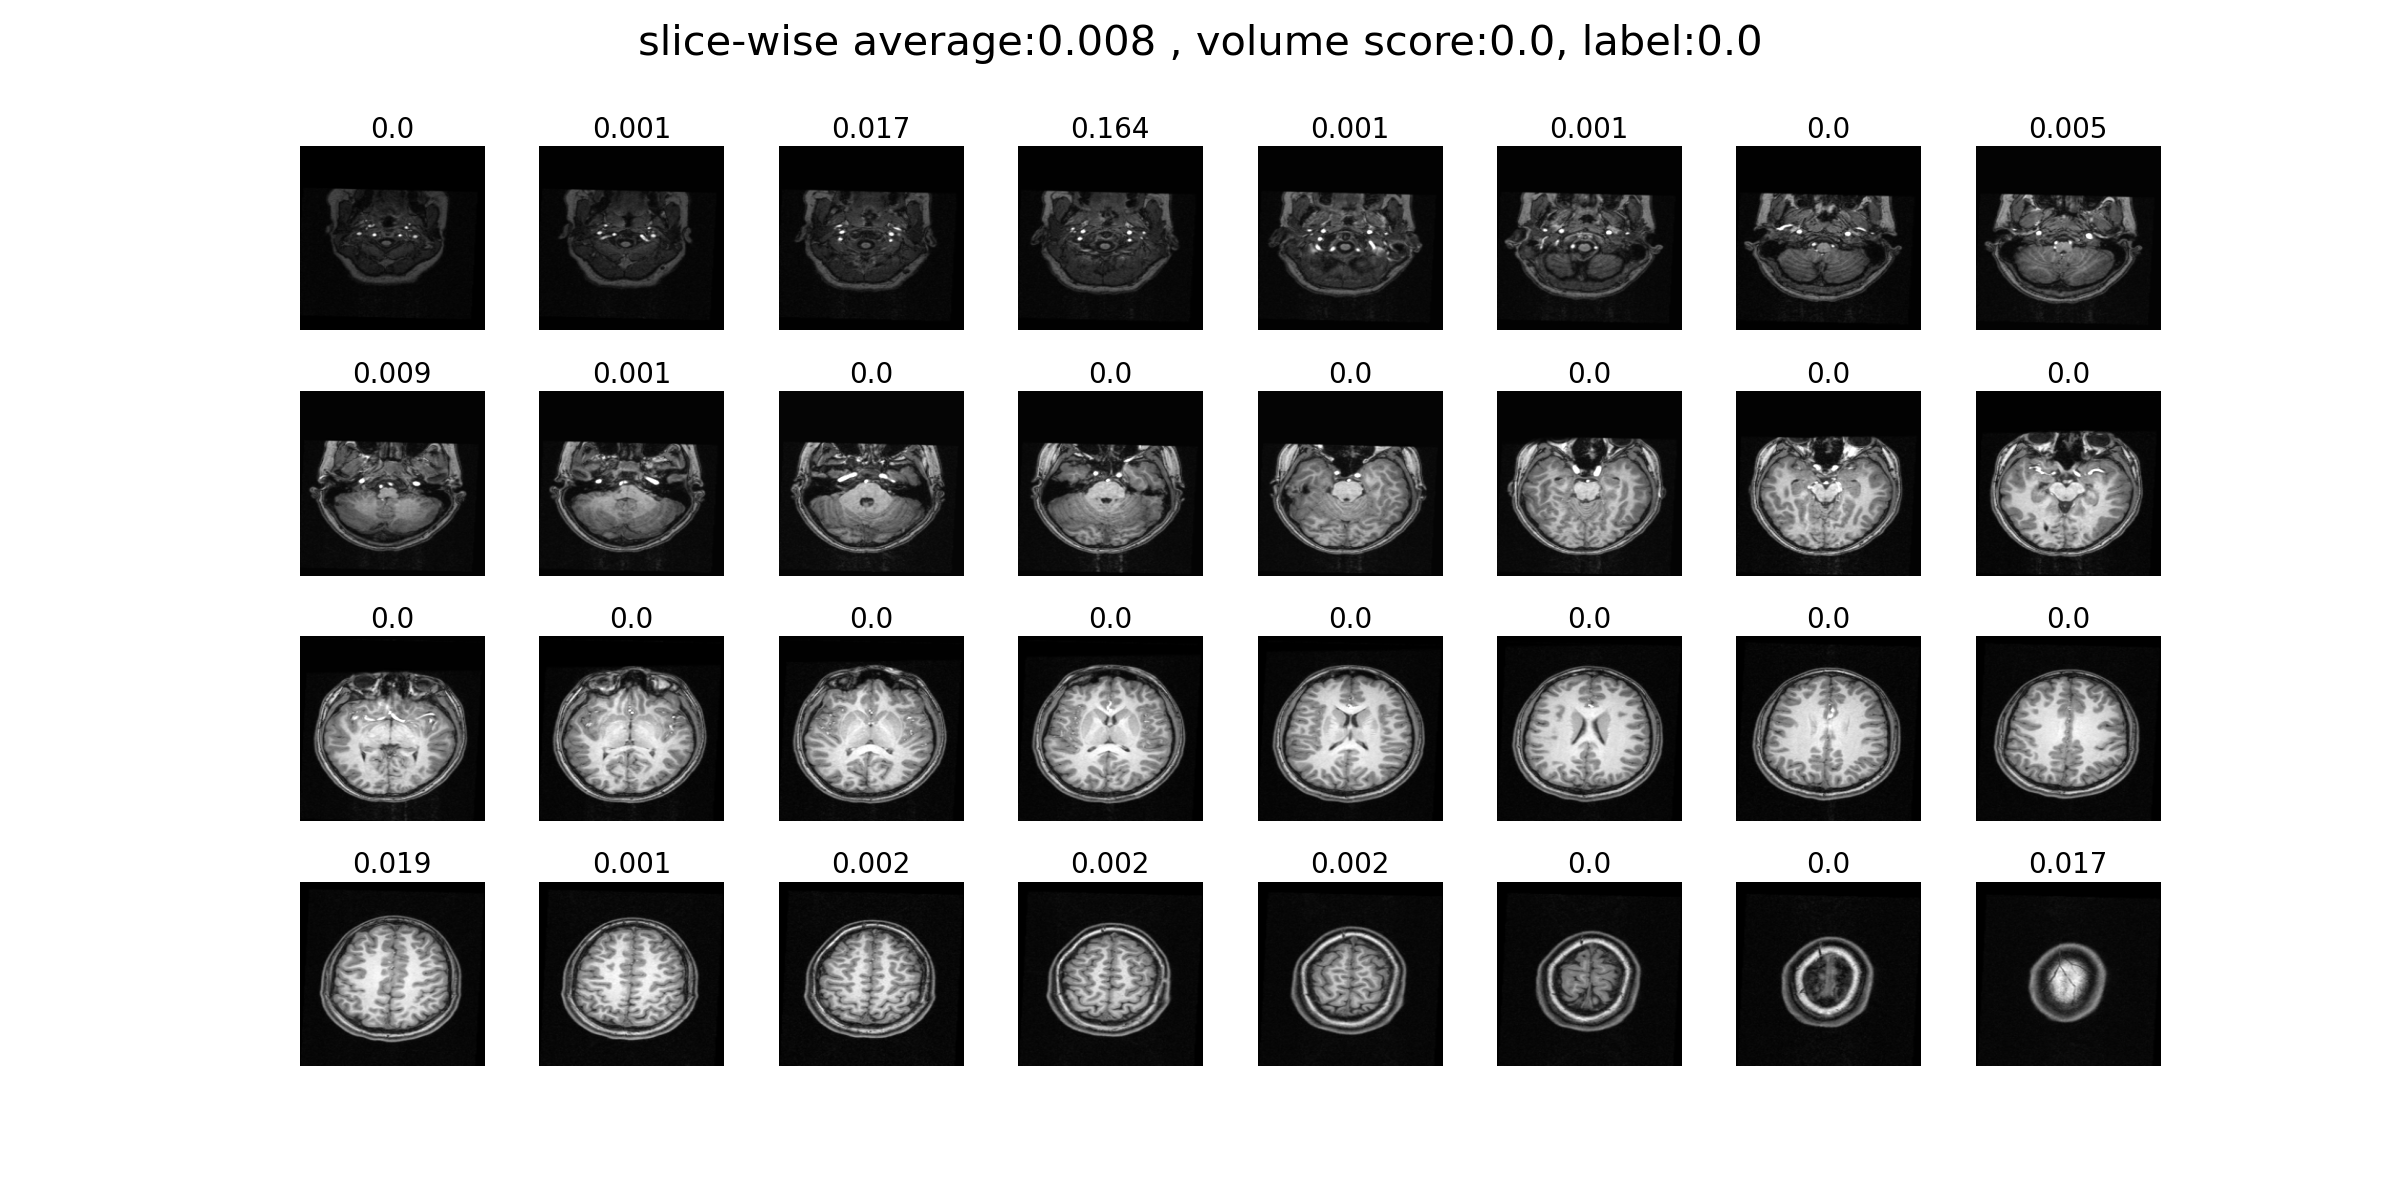 slice-wise average:0.008 , volume score:0.0, label:0.0
0.0 0.001 0.017 0.164 0.001 0.001 0.0 0.005
0.009 0.001 0.0 0.0 0.0 0.0 0.0 0.0
0.0 0.0 0.0 0.0 0.0 0.0 0.0 0.0
0.019 0.001 0.002 0.002 0.002 0.0 0.0 0.017